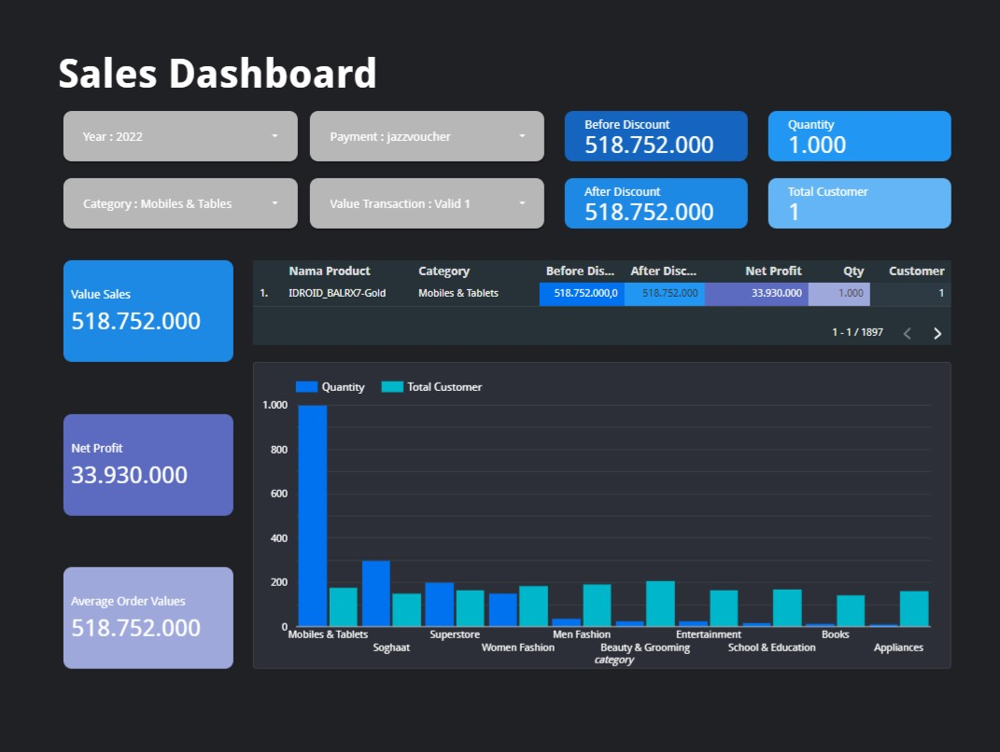 Sales Dashboard
Year : 2022
Payment : jazzvoucher
Before Discount
518.752.000
Quantity
1.000
Category : Mobiles & Tables
Value Transaction : Valid 1
After Discount
518.752.000
Total Customer
1
Value Sales
518.752.000
Net Profit
33.930.000
Average Order Values
518.752.000
Nama Product Category Before Dis... After Disc... Net Profit Qty Customer
1. IDROID_BALRX7-Gold Mobiles & Tablets 518.752.000,0 518.752.000 33.930.000 1.000 1
1 - 1 / 1897
Quantity Total Customer
1.000
800
600
400
200
0
Mobiles & Tablets Superstore Men Fashion Entertainment Books
Soghaat Women Fashion Beauty & Grooming School & Education Appliances
category